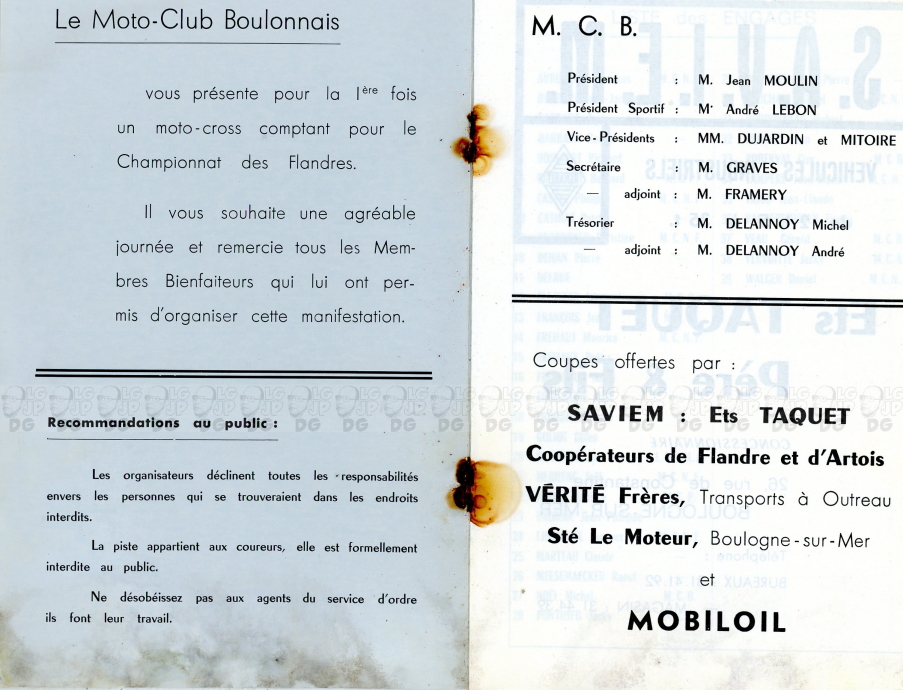 Le Moto-Club Boulonnais
vous présente pour la 1ère fois
un moto-cross comptant pour le
Championnat des Flandres.
Il vous souhaite une agréable
journée et remercie tous les Mem-
bres Bienfaiteurs qui lui ont per-
mis d'organiser cette manifestation.
Recommandations au public :
Les organisateurs déclinent toutes les responsabilités
envers les personnes qui se trouveraient dans les endroits
interdits.
La piste appartient aux coureurs, elle est formellement
interdite au public.
Ne désobéissez pas aux agents du service d'ordre
ils font leur travail.
M. C. B.
Président : M. Jean MOULIN
Président Sportif : Mr André LEBON
Vice-Présidents : MM. DUJARDIN et MITOIRE
Secrétaire : M. GRAVES
— adjoint : M. FRAMERY
Trésorier : M. DELANNOY Michel
— adjoint : M. DELANNOY André
Coupes offertes par :
SAVIEM : Ets TAQUET
Coopérateurs de Flandre et d'Artois
VÉRITÉ Frères, Transports à Outreau
Sté Le Moteur, Boulogne-sur-Mer
et
MOBILOIL